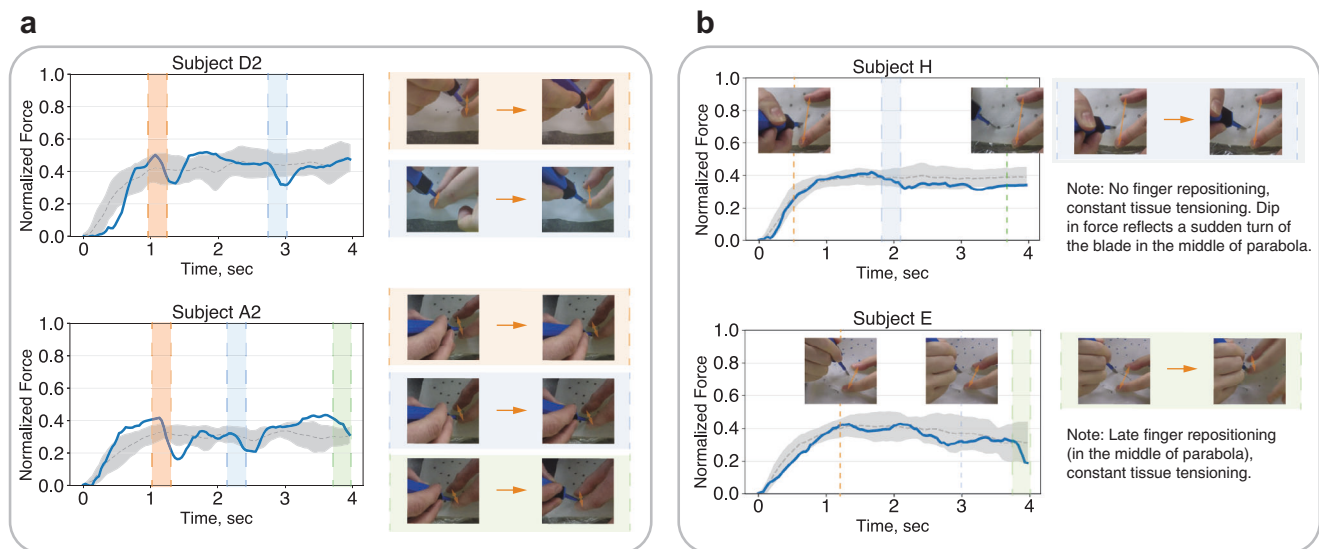 a
Subject D2
Normalized Force
1.0
0.8
0.6
0.4
0.2
0.0
0 1 2 3 4
Time, sec
Subject A2
Normalized Force
1.0
0.8
0.6
0.4
0.2
0.0
0 1 2 3 4
Time, sec
b
Subject H
Normalized Force
1.0
0.8
0.6
0.4
0.2
0.0
0 1 2 3 4
Time, sec
Note: No finger repositioning,
constant tissue tensioning. Dip
in force reflects a sudden turn of
the blade in the middle of parabola.
Subject E
Normalized Force
1.0
0.8
0.6
0.4
0.2
0.0
0 1 2 3 4
Time, sec
Note: Late finger repositioning
(in the middle of parabola),
constant tissue tensioning.